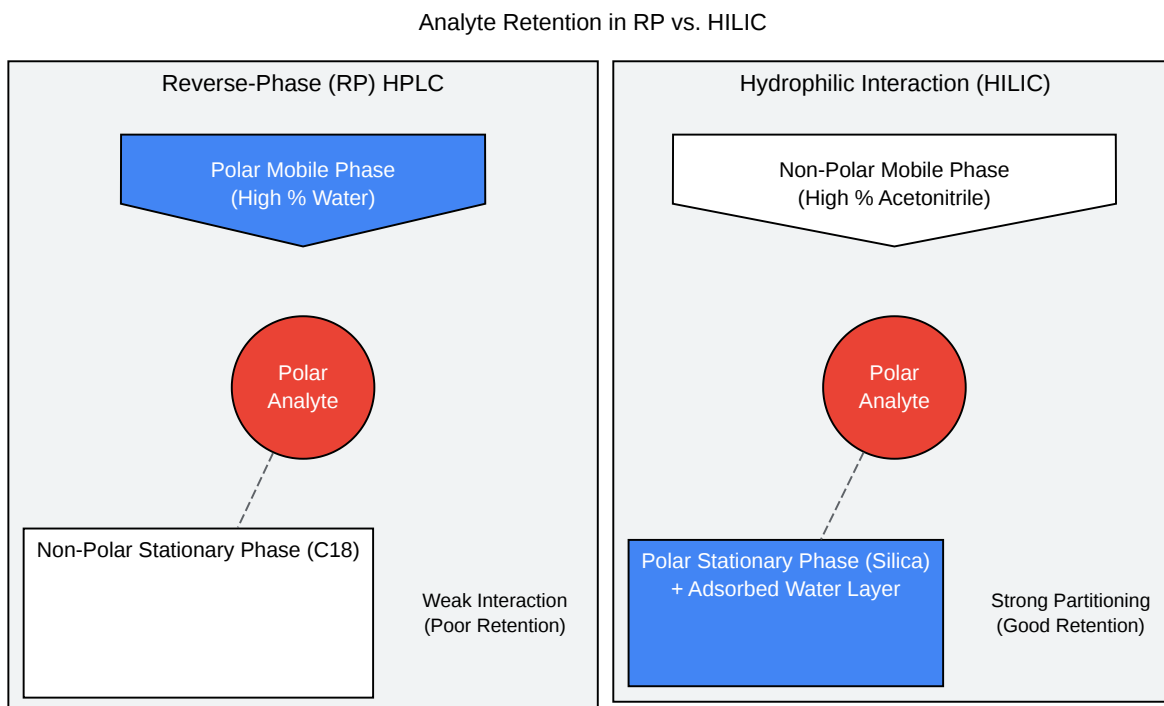 Analyte Retention in RP vs. HILIC
Reverse-Phase (RP) HPLC
Polar Mobile Phase
(High % Water)
Polar
Analyte
Non-Polar Stationary Phase (C18)
Weak Interaction
(Poor Retention)
Hydrophilic Interaction (HILIC)
Non-Polar Mobile Phase
(High % Acetonitrile)
Polar
Analyte
Polar Stationary Phase (Silica)
+ Adsorbed Water Layer
Strong Partitioning
(Good Retention)